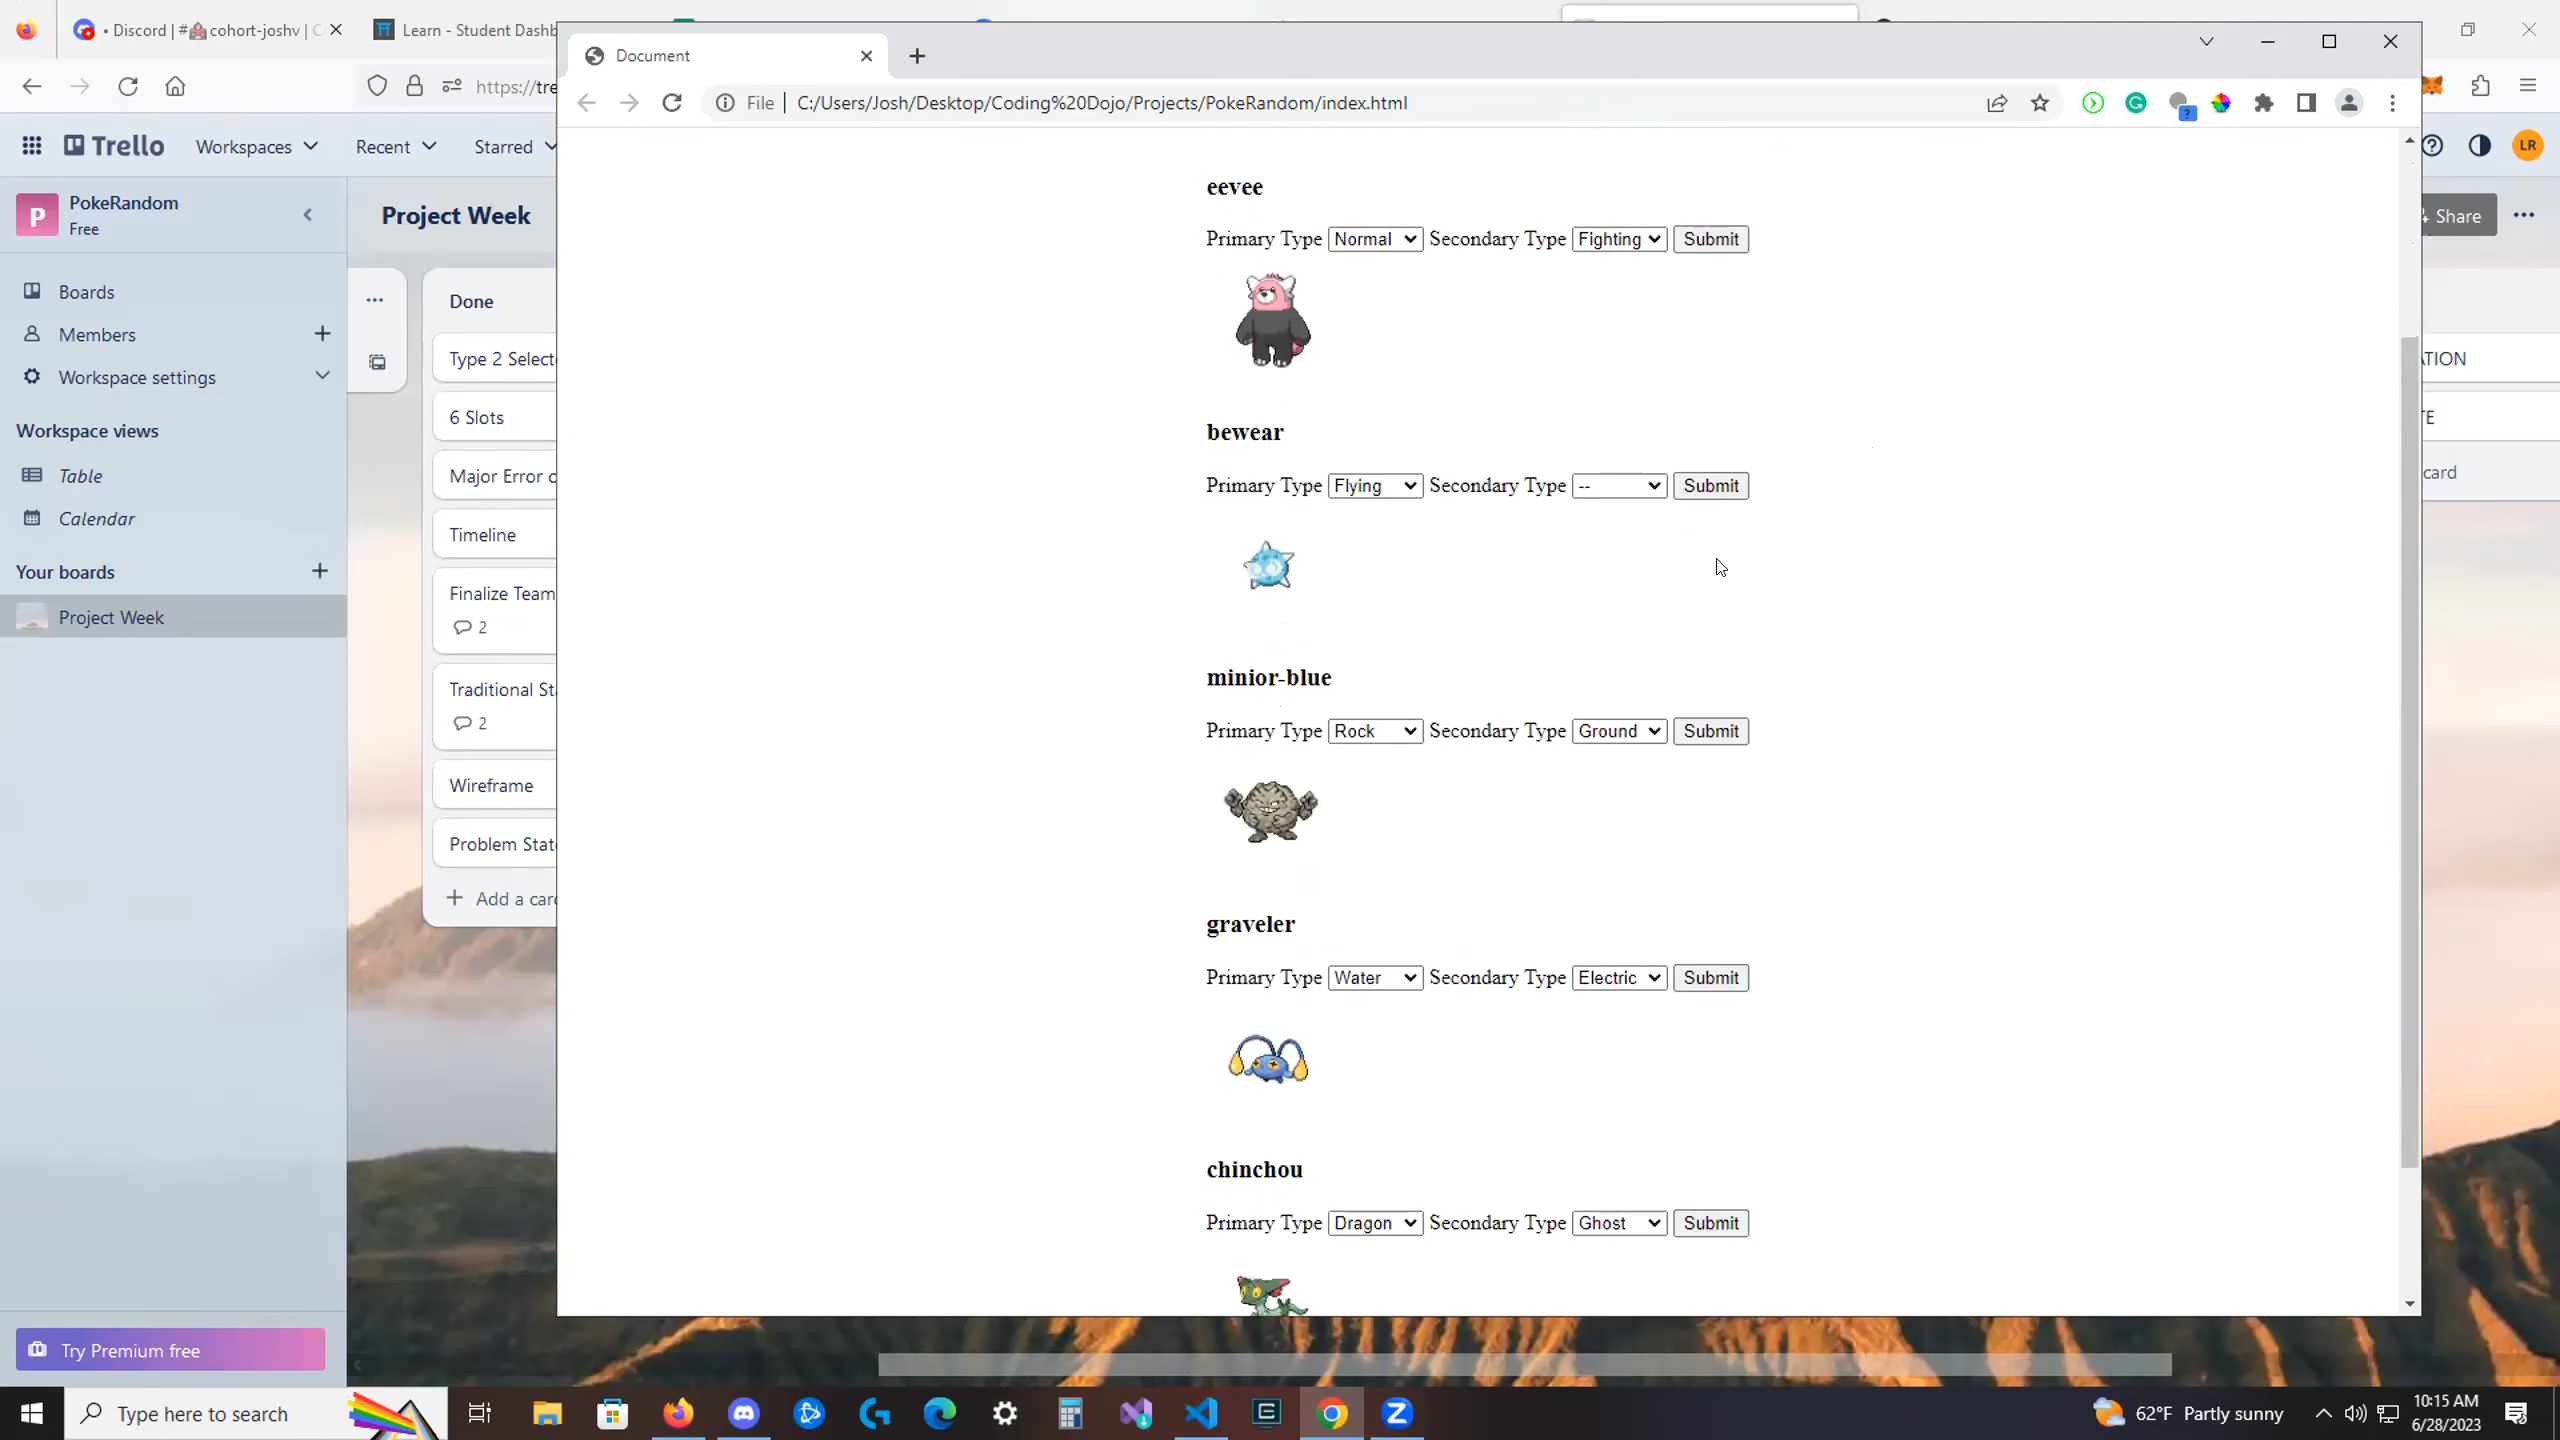 • Discord | # cohort-joshv | C
Learn - Student Dashb
https://tre
Trello
Workspaces
Recent
Starred
P
PokeRandom
Free
Boards
Members
Workspace settings
Workspace views
Table
Calendar
Your boards
Project Week
Try Premium free
Project Week
Done
Type 2 Select
6 Slots
Major Error o
Timeline
Finalize Team
2
Traditional St
2
Wireframe
Problem State
Add a car
Document
File
C:/Users/Josh/Desktop/Coding%20Dojo/Projects/PokeRandom/index.html
eevee
Primary Type Normal Secondary Type Fighting Submit
bewear
Primary Type Flying Secondary Type -- Submit
minior-blue
Primary Type Rock Secondary Type Ground Submit
graveler
Primary Type Water Secondary Type Electric Submit
chinchou
Primary Type Dragon Secondary Type Ghost Submit
LR
Share
TION
TE
card
Type here to search
62°F Partly sunny
10:15 AM
6/28/2023